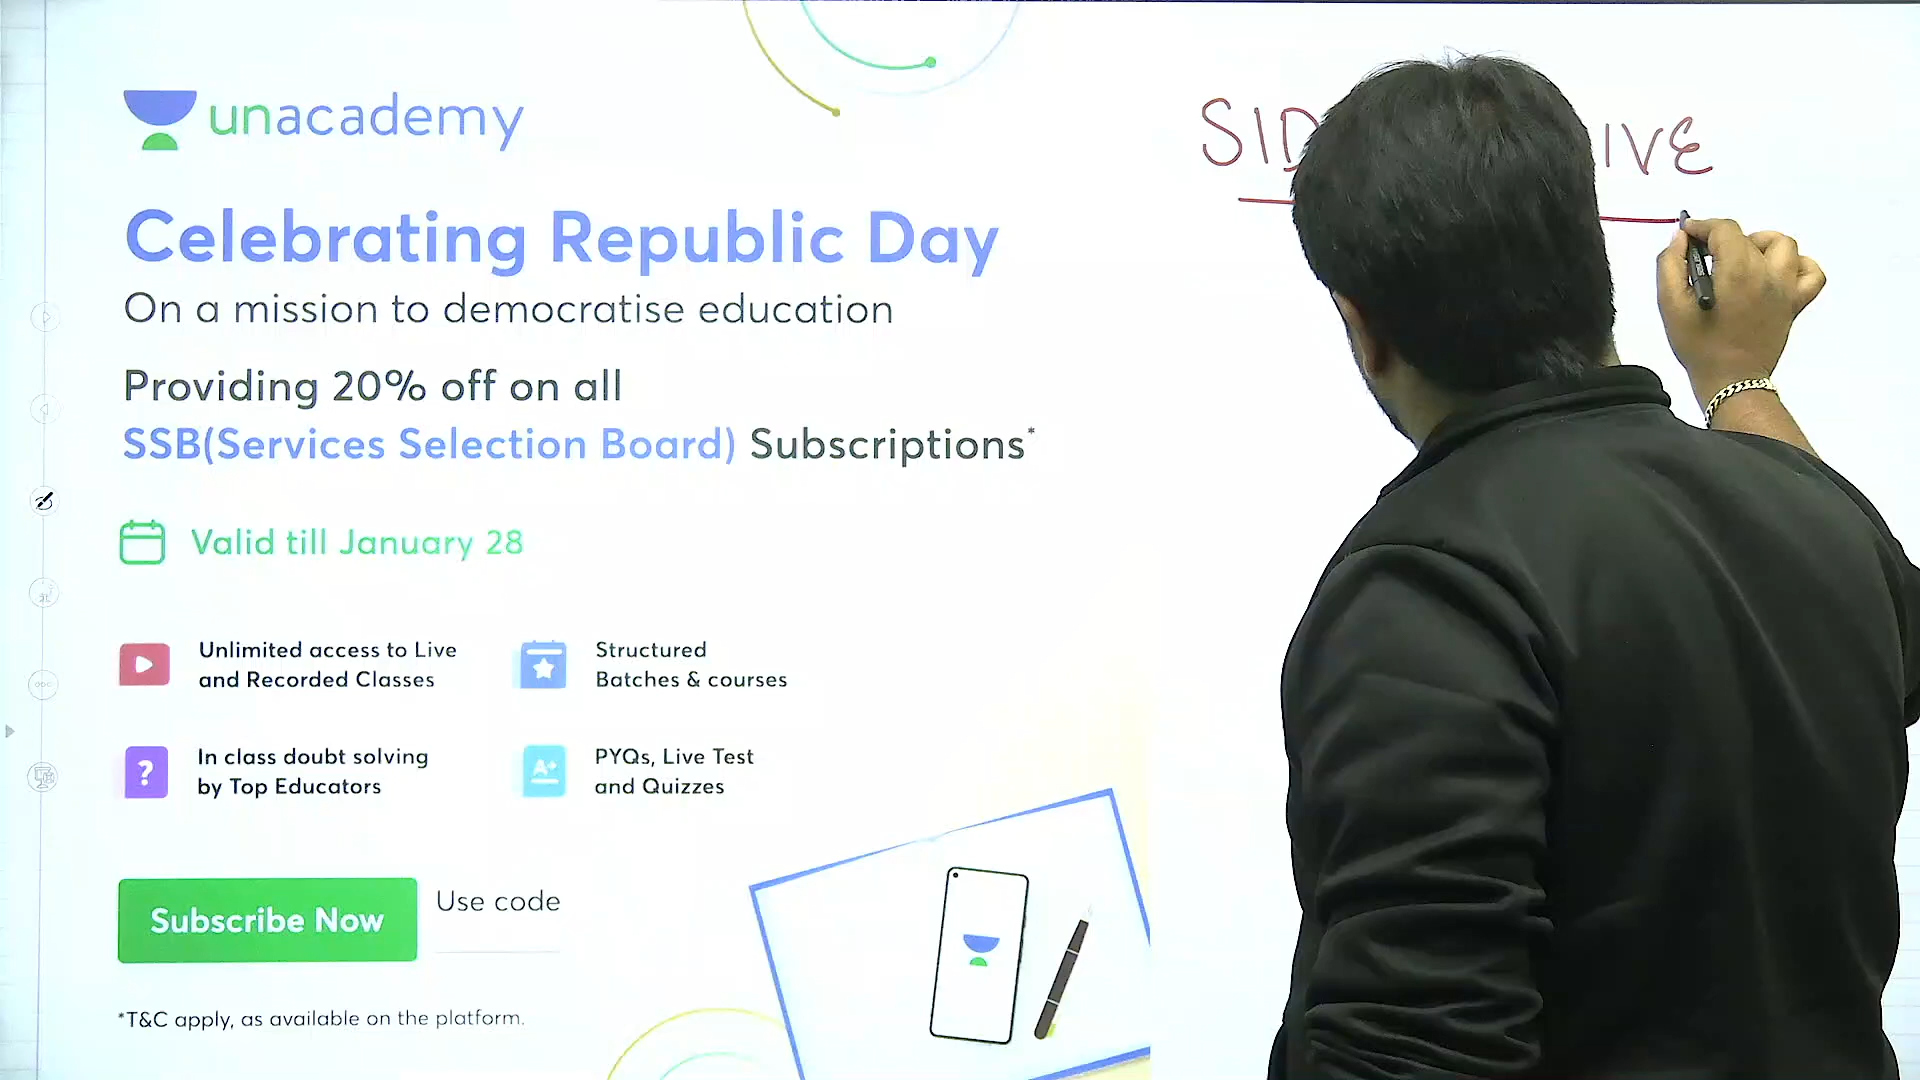 unacademy
Celebrating Republic Day
On a mission to democratise education
Providing 20% off on all
SSB(Services Selection Board) Subscriptions*
Valid till January 28
Unlimited access to Live
and Recorded Classes
Structured
Batches & courses
In class doubt solving
by Top Educators
PYQs, Live Test
and Quizzes
A+
Subscribe Now
Use code
*T&C apply, as available on the platform.
SID
IVE